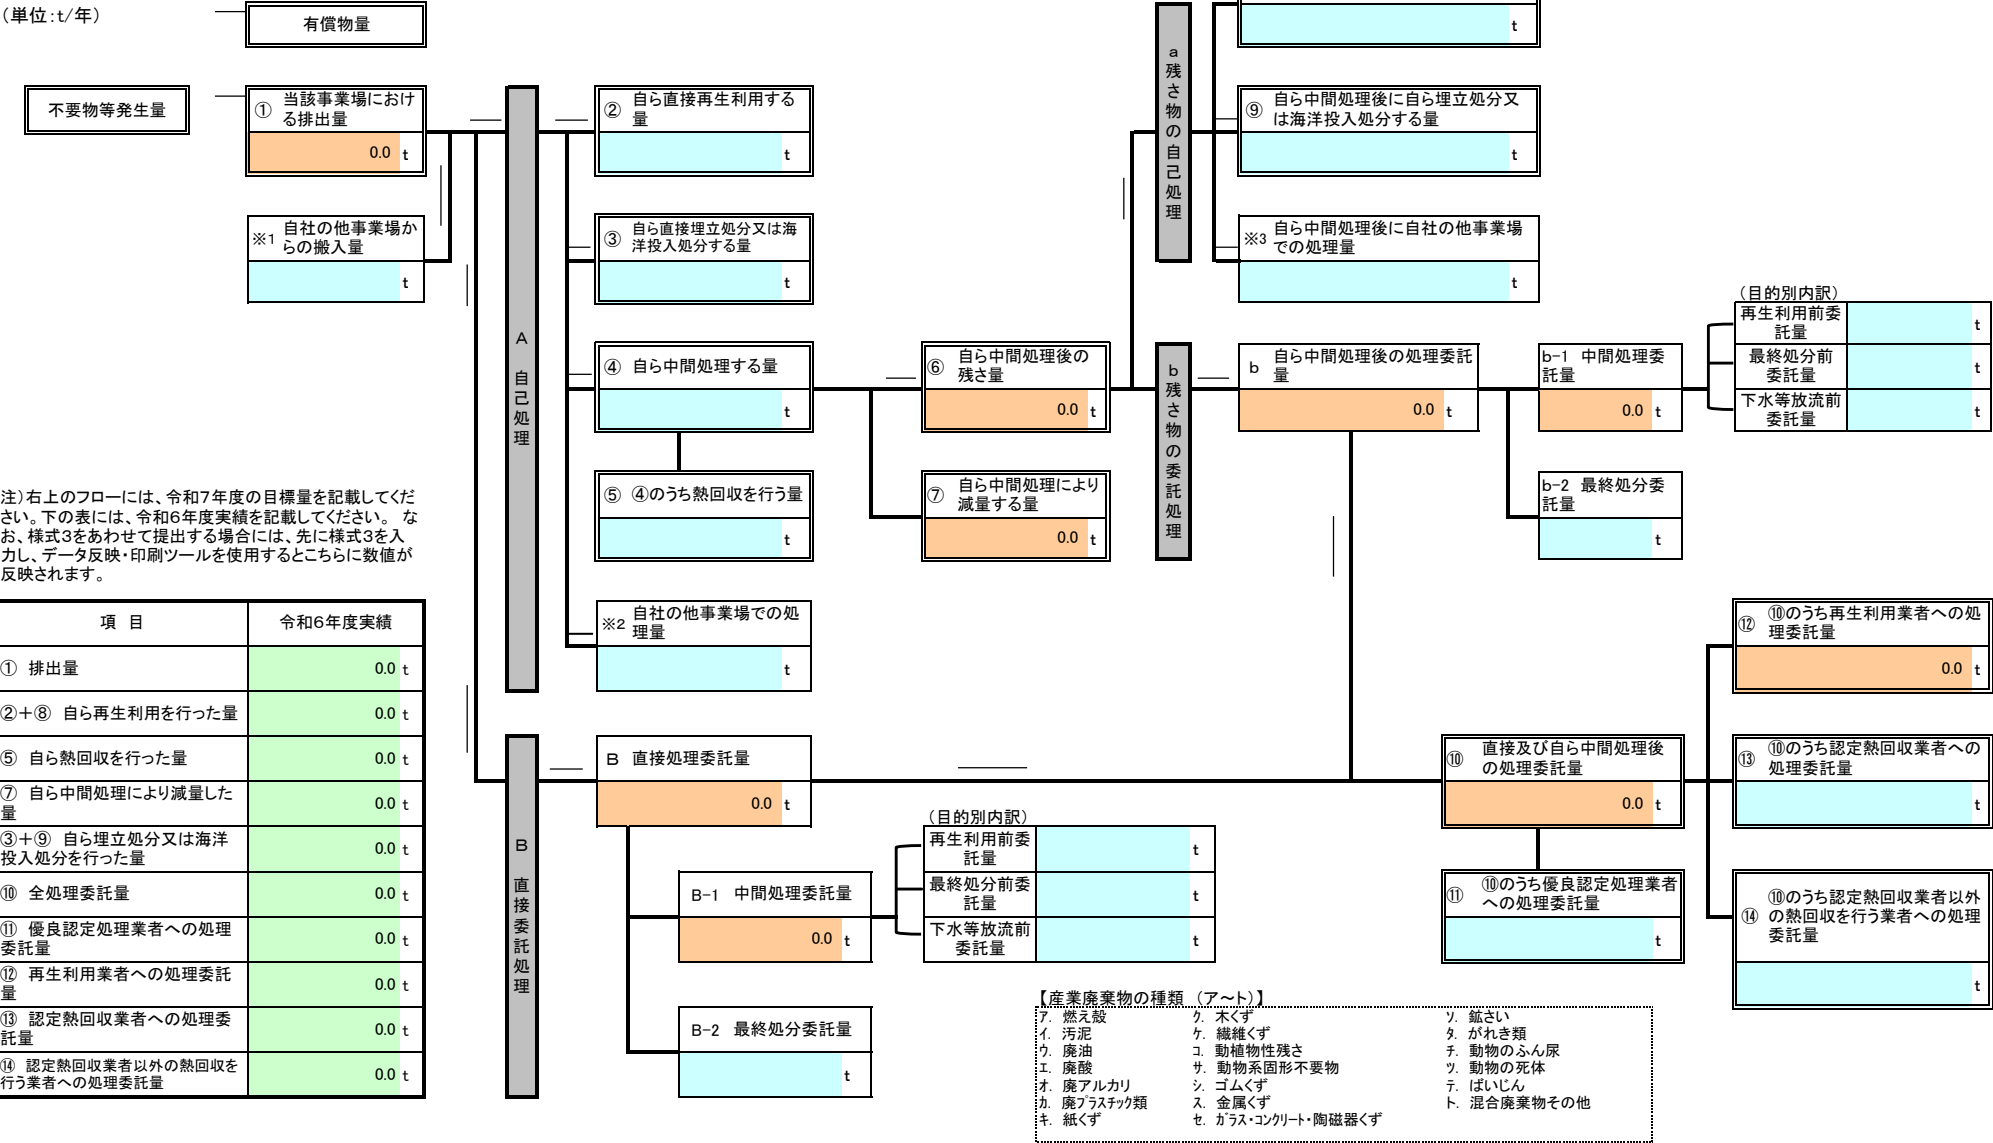 （単位：t/年）
有償物量
t
不要物等発生量
① 当該事業場におけ
る排出量
0.0 t
※1 自社の他事業場か
らの搬入量
t
A 自己処理
② 自ら直接再生利用する
量
t
③ 自ら直接埋立処分又は海
洋投入処分する量
t
④ 自ら中間処理する量
t
⑤ ④のうち熱回収を行う量
t
※2 自社の他事業場での処
理量
t
⑥ 自ら中間処理後の
残さ量
0.0 t
⑦ 自ら中間処理により
減量する量
0.0 t
a 残さ物の自己処理
⑨ 自ら中間処理後に自ら埋立処分又
は海洋投入処分する量
t
※3 自ら中間処理後に自社の他事業場
での処理量
t
b 残さ物の委託処理
b 自ら中間処理後の処理委託
量
0.0 t
b-1 中間処理委
託量
0.0 t
b-2 最終処分委
託量
t
（目的別内訳）
再生利用前委
託量
t
最終処分前
委託量
t
下水等放流前
委託量
t
注）右上のフローには、令和7年度の目標量を記載してくだ
さい。下の表には、令和6年度実績を記載してください。 な
お、様式3をあわせて提出する場合には、先に様式3を入
力し、データ反映・印刷ツールを使用するとこちらに数値が
反映されます。
項 目 令和6年度実績
① 排出量 0.0 t
②＋⑧ 自ら再生利用を行った量 0.0 t
⑤ 自ら熱回収を行った量 0.0 t
⑦ 自ら中間処理により減量した
量 0.0 t
③＋⑨ 自ら埋立処分又は海洋
投入処分を行った量 0.0 t
⑩ 全処理委託量 0.0 t
⑪ 優良認定処理業者への処理
委託量 0.0 t
⑫ 再生利用業者への処理委託
量 0.0 t
⑬ 認定熱回収業者への処理委
託量 0.0 t
⑭ 認定熱回収業者以外の熱回収を
行う業者への処理委託量 0.0 t
B 直接委託処理
B 直接処理委託量
0.0 t
B-1 中間処理委託量
0.0 t
B-2 最終処分委託量
t
（目的別内訳）
再生利用前委
託量
t
最終処分前委
託量
t
下水等放流前
委託量
t
⑩ 直接及び自ら中間処理後
の処理委託量
0.0 t
⑪ ⑩のうち優良認定処理業者
への処理委託量
t
⑫ ⑩のうち再生利用業者への処
理委託量
0.0 t
⑬ ⑩のうち認定熱回収業者への
処理委託量
t
⑭ ⑩のうち認定熱回収業者以外
の熱回収を行う業者への処理
委託量
t
【産業廃棄物の種類 （ア～ト）】
ア. 燃え殻
イ. 汚泥
ウ. 廃油
エ. 廃酸
オ. 廃アルカリ
カ. 廃プラスチック類
キ. 紙くず
ク. 木くず
ケ. 繊維くず
コ. 動植物性残さ
サ. 動物系固形不要物
シ. ゴムくず
ス. 金属くず
セ. ガラス・コンクリート・陶磁器くず
ソ. 鉱さい
タ. がれき類
チ. 動物のふん尿
ツ. 動物の死体
テ. ばいじん
ト. 混合廃棄物その他